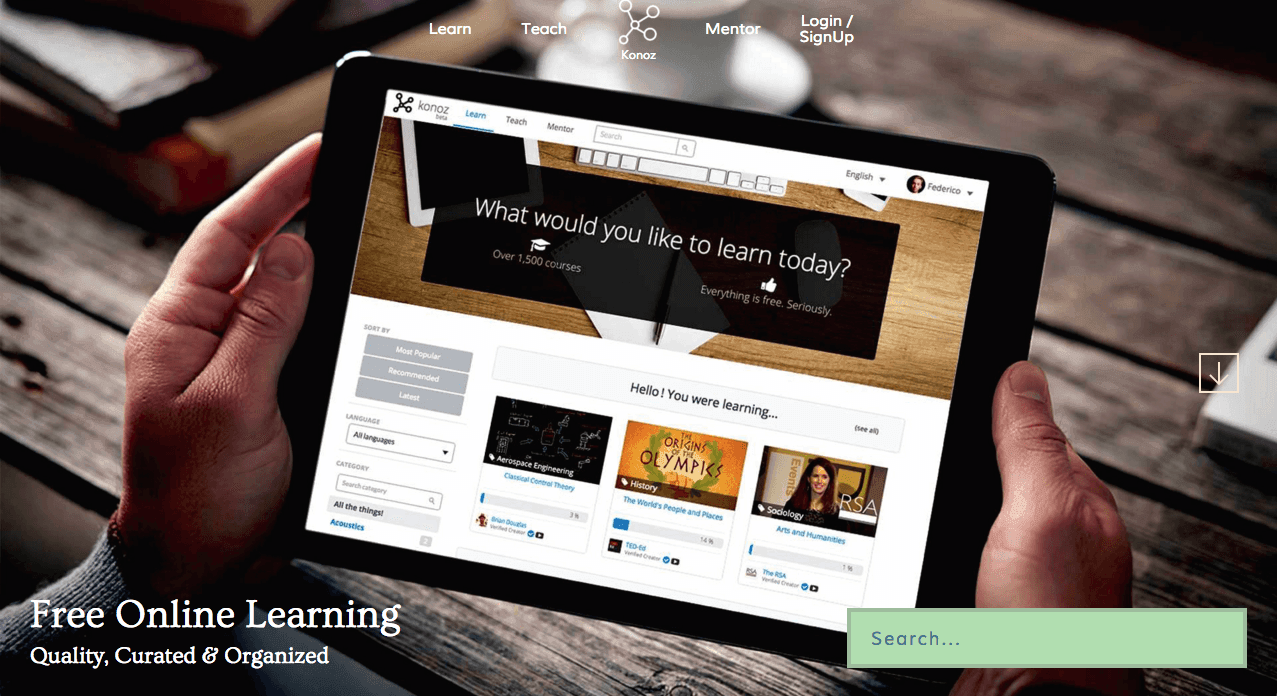 Learn
Teach
Konoz
Mentor
Login /
SignUp
konoz
beta
Learn
Teach
Mentor
Search
English
Federico
What would you like to learn today?
Over 1,500 courses
Everything is free. Seriously.
SORT BY
Most Popular
Recommended
Latest
LANGUAGE
All languages
CATEGORY
Search category
All the things!
Acoustics
2
Hello ! You were learning...
(see all)
Aerospace Engineering
Classical Control Theory
3 %
Brian Douglas
Verified Creator
THE
ORIGINS
OF THE
OLYMPICS
History
The World's People and Places
14 %
TED-Ed
Verified Creator
Events
RSA
Sociology
Arts and Humanities
1 %
RSA
The RSA
Verified Creator
Free Online Learning
Quality, Curated & Organized
Search...